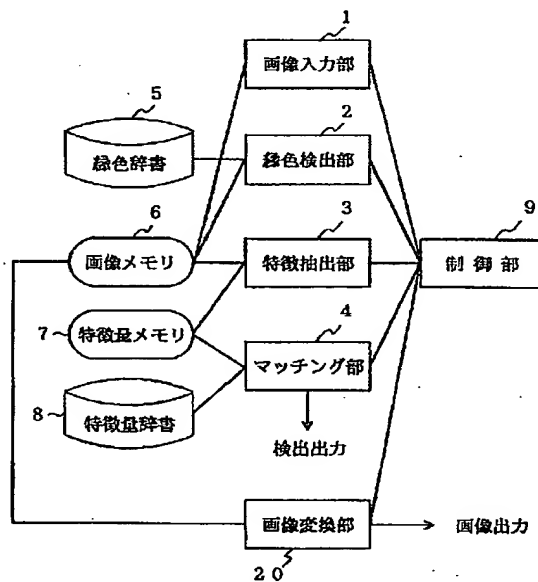 1
画像入力部
5
2
緑色辞書
緑色検出部
6
3
9
画像メモリ
特徴抽出部
制御部
7
特徴量メモリ
4
マッチング部
8
特徴量辞書
検出出力
画像変換部
画像出力
20